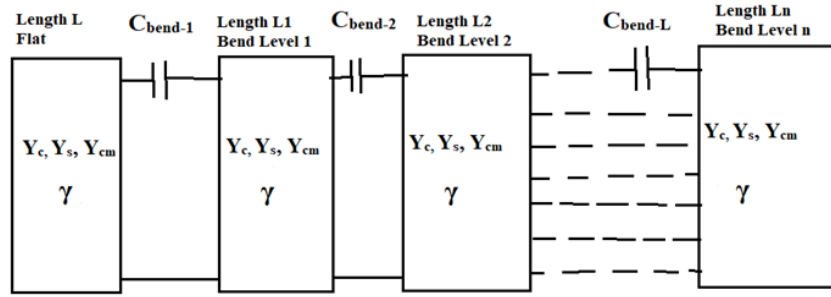 Length L
Flat
C_bend-1
Length L1
Bend Level 1
C_bend-2
Length L2
Bend Level 2
C_bend-L
Length Ln
Bend Level n
Y_c, Y_s, Y_cm
γ
Y_c, Y_s, Y_cm
γ
Y_c, Y_s, Y_cm
γ
Y_c, Y_s, Y_cm
γ